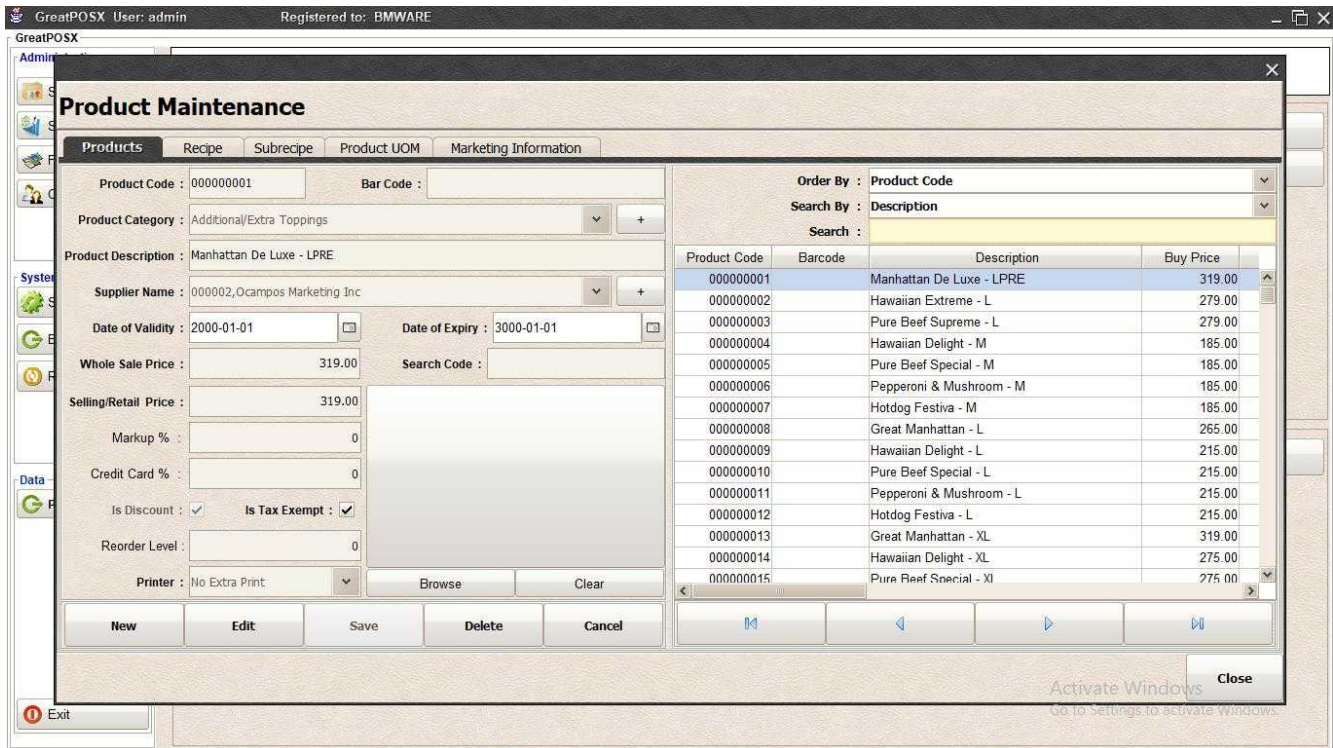 GreatPOSX User: admin Registered to: BMWARE
GreatPOSX
Product Maintenance
Products Recipe Subrecipe Product UOM Marketing Information
Product Code : 000000001 Bar Code :
Product Category : Additional/Extra Toppings +
Product Description : Manhattan De Luxe - LPRE
Supplier Name : 000002,Ocampos Marketing Inc +
Date of Validity : 2000-01-01 Date of Expiry : 3000-01-01
Whole Sale Price : 319.00 Search Code :
Selling/Retail Price : 319.00
Markup % : 0
Credit Card % : 0
Is Discount : Is Tax Exempt :
Reorder Level : 0
Printer : No Extra Print Browse Clear
New Edit Save Delete Cancel
Order By : Product Code
Search By : Description
Search :
Product Code Barcode Description Buy Price
000000001 Manhattan De Luxe - LPRE 319.00
000000002 Hawaiian Extreme - L 279.00
000000003 Pure Beef Supreme - L 279.00
000000004 Hawaiian Delight - M 185.00
000000005 Pure Beef Special - M 185.00
000000006 Pepperoni & Mushroom - M 185.00
000000007 Hotdog Festiva - M 185.00
000000008 Great Manhattan - L 265.00
000000009 Hawaiian Delight - L 215.00
000000010 Pure Beef Special - L 215.00
000000011 Pepperoni & Mushroom - L 215.00
000000012 Hotdog Festiva - L 215.00
000000013 Great Manhattan - XL 319.00
000000014 Hawaiian Delight - XL 275.00
000000015 Pure Beef Special - XL 275.00
Close
Data
Exit
Activate Windows
Go to Settings to activate Windows.